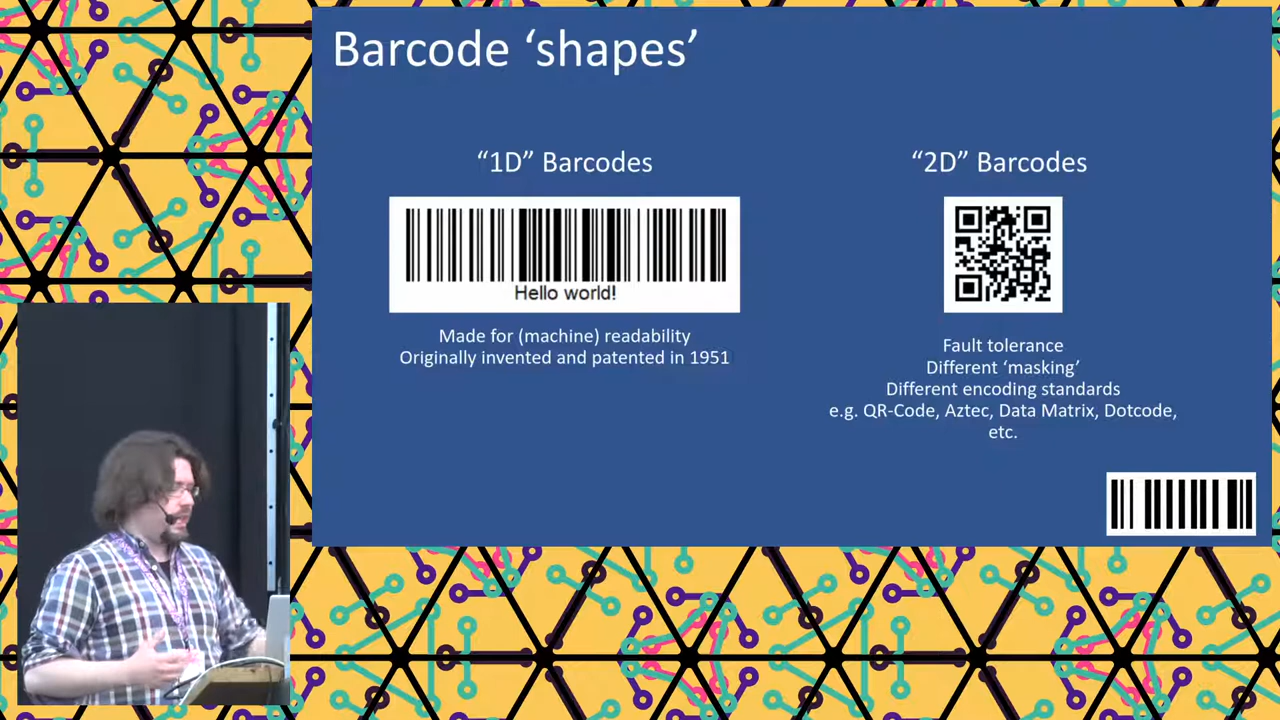 Barcode ‘shapes’
“1D” Barcodes
Hello world!
Made for (machine) readability
Originally invented and patented in 1951
“2D” Barcodes
Fault tolerance
Different ‘masking’
Different encoding standards
e.g. QR-Code, Aztec, Data Matrix, Dotcode,
etc.